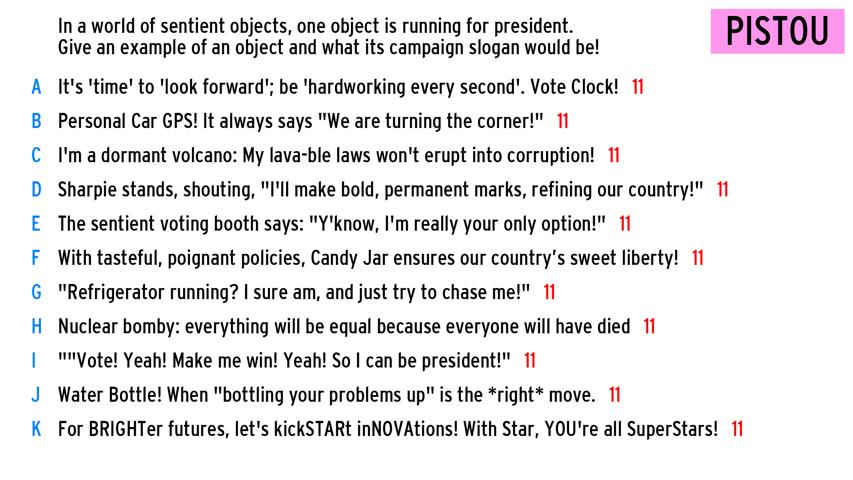 In a world of sentient objects, one object is running for president.
Give an example of an object and what its campaign slogan would be!
PISTOU
A It's 'time' to 'look forward'; be 'hardworking every second'. Vote Clock! 11
B Personal Car GPS! It always says "We are turning the corner!" 11
C I'm a dormant volcano: My lava-ble laws won't erupt into corruption! 11
D Sharpie stands, shouting, "I'll make bold, permanent marks, refining our country!" 11
E The sentient voting booth says: "Y'know, I'm really your only option!" 11
F With tasteful, poignant policies, Candy Jar ensures our country’s sweet liberty! 11
G "Refrigerator running? I sure am, and just try to chase me!" 11
H Nuclear bomby: everything will be equal because everyone will have died 11
I ""Vote! Yeah! Make me win! Yeah! So I can be president!" 11
J Water Bottle! When "bottling your problems up" is the *right* move. 11
K For BRIGHTer futures, let's kickSTARt inNOVAtions! With Star, YOU're all SuperStars! 11